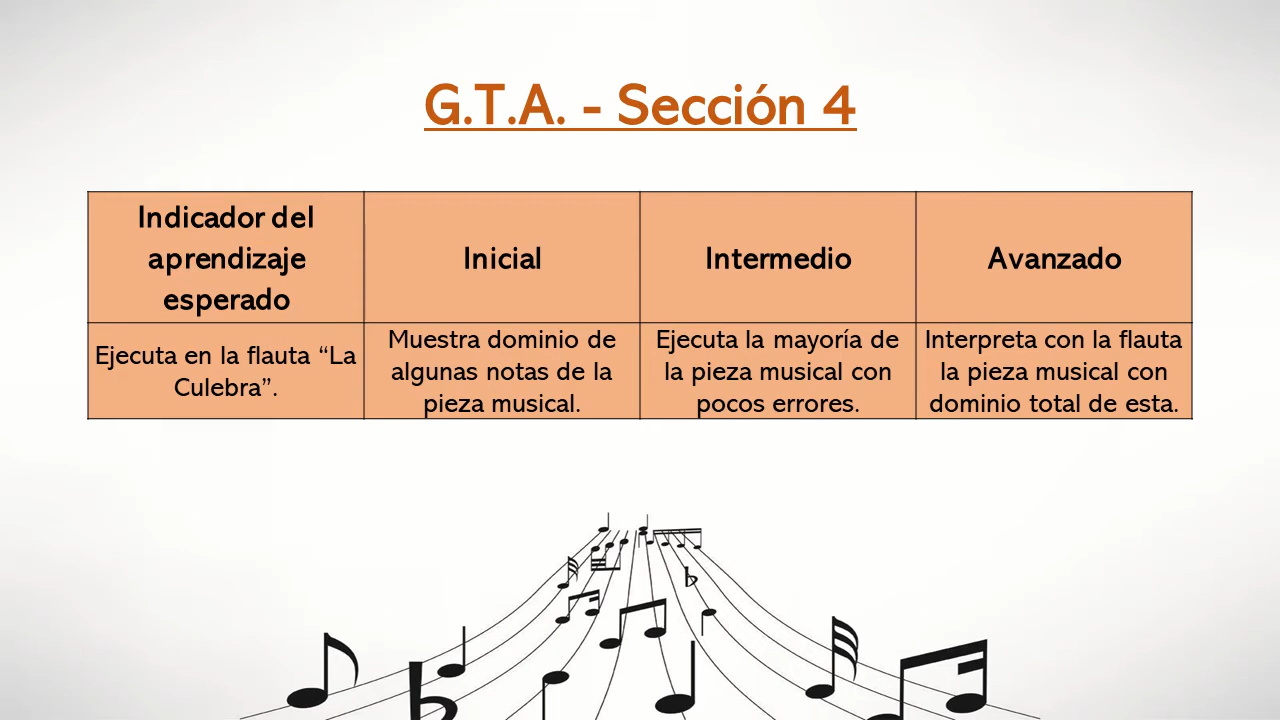 G.T.A. - Sección 4
Indicador del
aprendizaje
esperado
Inicial
Intermedio
Avanzado
Ejecuta en la flauta “La
Culebra”.
Muestra dominio de
algunas notas de la
pieza musical.
Ejecuta la mayoría de
la pieza musical con
pocos errores.
Interpreta con la flauta
la pieza musical con
dominio total de esta.